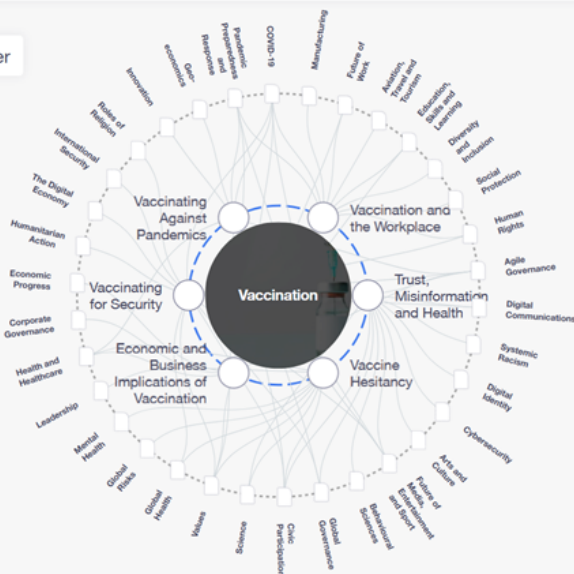 er
COVID-19
Manufacturing
Future of
Work
Aviation,
Travel and
Tourism
Education,
Skills and
Learning
Diversity
and
Inclusion
Social
Protection
Human
Rights
Agile
Governance
Digital
Communications
Systemic
Racism
Digital
Identity
Cybersecurity
Arts and
Culture
Future of
Media,
Entertainment
and Sport
Behavioural
Sciences
Global
Governance
Civic
Participation
Science
Values
Global
Health
Global
Risks
Mental
Health
Leadership
Health and
Healthcare
Corporate
Governance
Economic
Progress
Humanitarian
Action
The Digital
Economy
International
Security
Roles of
Religion
Innovation
Geo-
economics
Pandemic
Preparedness
and
Response
Vaccinating
Against
Pandemics
Vaccination and
the Workplace
Vaccinating
for Security
Vaccination
Trust,
Misinformation
and Health
Economic and
Business
Implications of
Vaccination
Vaccine
Hesitancy